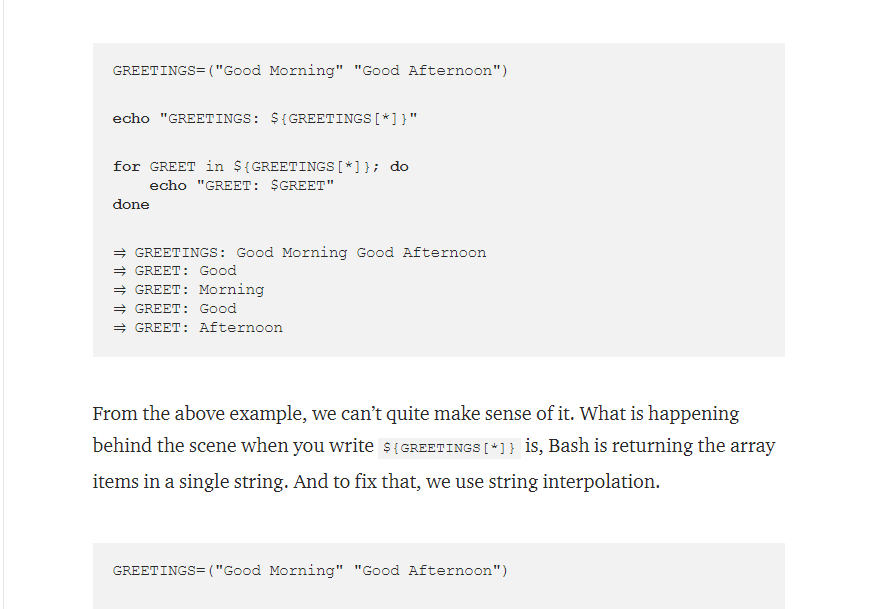 GREETINGS=("Good Morning" "Good Afternoon")
echo "GREETINGS: ${GREETINGS[*]}"
for GREET in ${GREETINGS[*]}; do
    echo "GREET: $GREET"
done
⇒ GREETINGS: Good Morning Good Afternoon
⇒ GREET: Good
⇒ GREET: Morning
⇒ GREET: Good
⇒ GREET: Afternoon
From the above example, we can’t quite make sense of it. What is happening
behind the scene when you write ${GREETINGS[*]} is, Bash is returning the array
items in a single string. And to fix that, we use string interpolation.
GREETINGS=("Good Morning" "Good Afternoon")